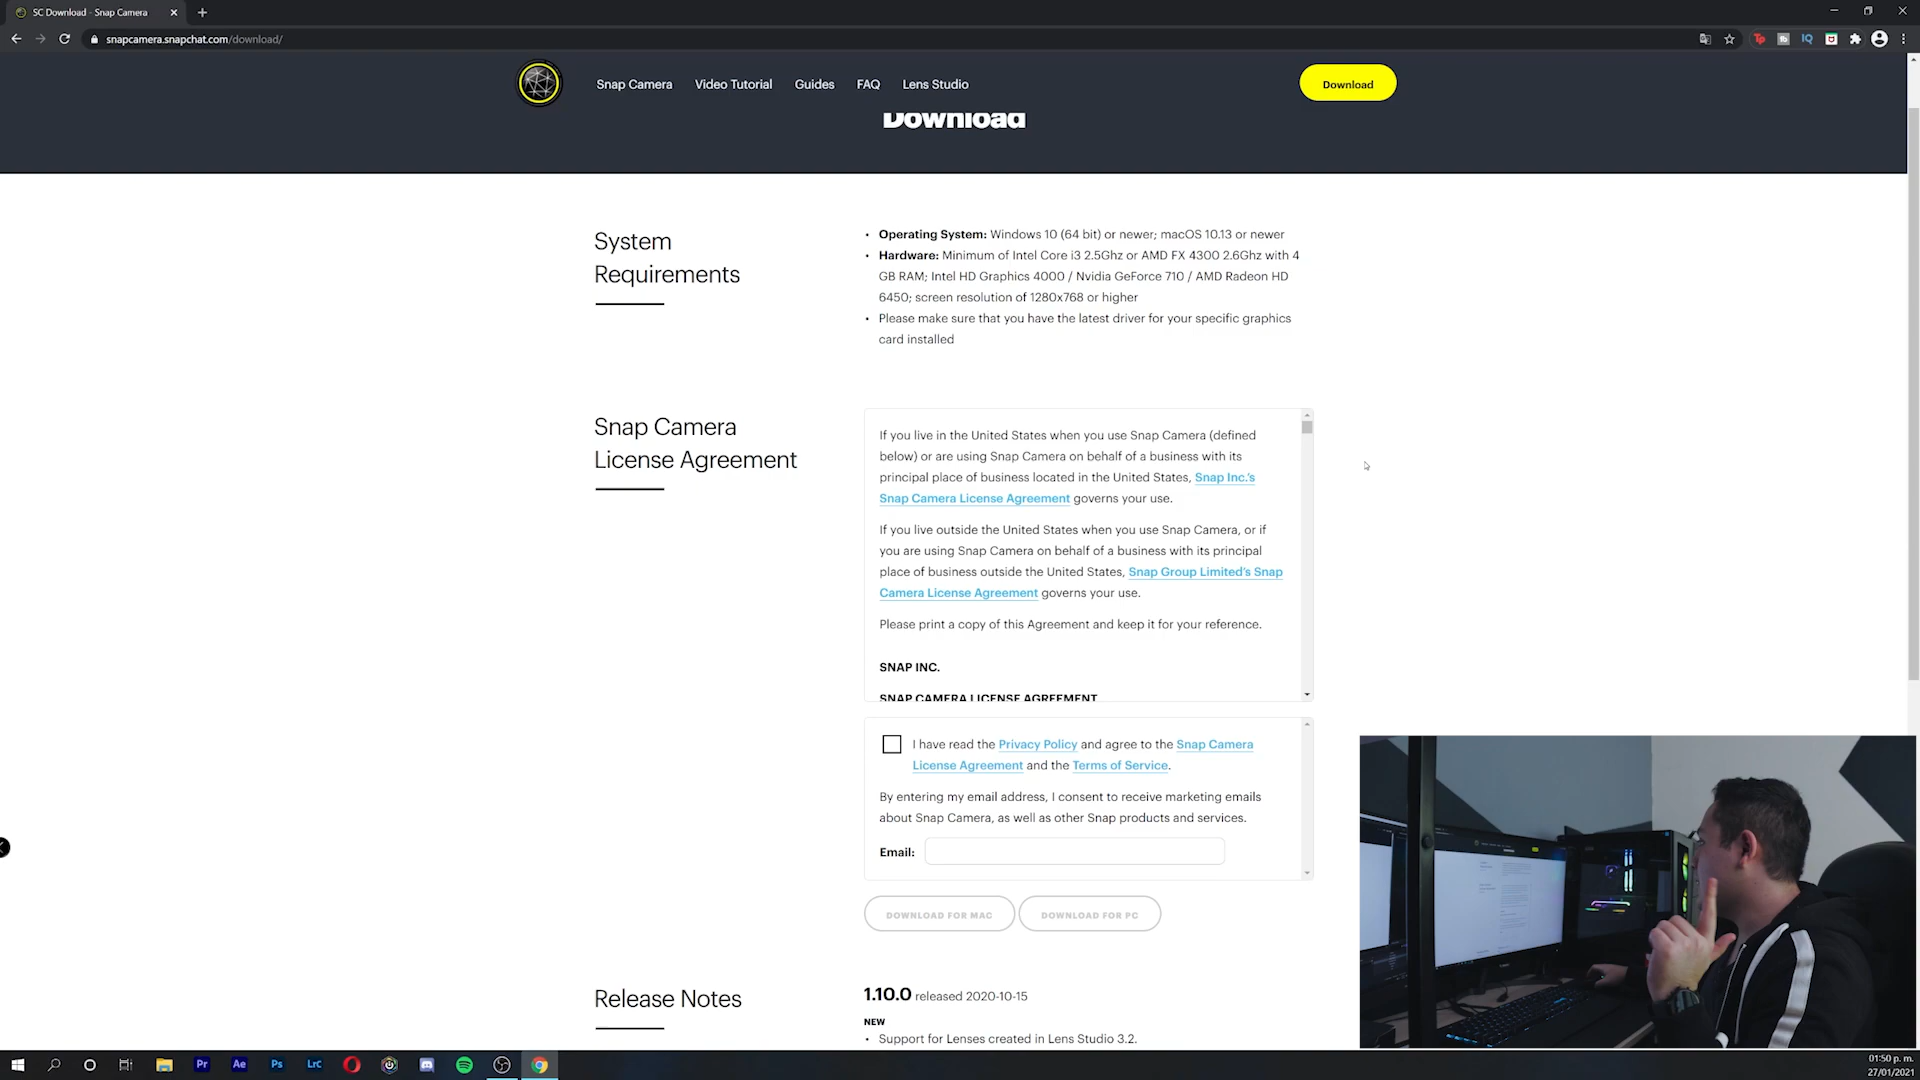 SC Download - Snap Camera
snapcamera.snapchat.com/download/
Snap Camera
Video Tutorial
Guides
FAQ
Lens Studio
Download
Download
System
Requirements
• Operating System: Windows 10 (64 bit) or newer; macOS 10.13 or newer
• Hardware: Minimum of Intel Core i3 2.5Ghz or AMD FX 4300 2.6Ghz with 4
GB RAM; Intel HD Graphics 4000 / Nvidia GeForce 710 / AMD Radeon HD
6450; screen resolution of 1280x768 or higher
• Please make sure that you have the latest driver for your specific graphics
card installed
Snap Camera
License Agreement
If you live in the United States when you use Snap Camera (defined
below) or are using Snap Camera on behalf of a business with its
principal place of business located in the United States, Snap Inc.'s
Snap Camera License Agreement governs your use.
If you live outside the United States when you use Snap Camera, or if
you are using Snap Camera on behalf of a business with its principal
place of business outside the United States, Snap Group Limited's Snap
Camera License Agreement governs your use.
Please print a copy of this Agreement and keep it for your reference.
SNAP INC.
SNAP CAMERA LICENSE AGREEMENT
I have read the Privacy Policy and agree to the Snap Camera
License Agreement and the Terms of Service.
By entering my email address, I consent to receive marketing emails
about Snap Camera, as well as other Snap products and services.
Email:
DOWNLOAD FOR MAC
DOWNLOAD FOR PC
Release Notes
1.10.0 released 2020-10-15
NEW
• Support for Lenses created in Lens Studio 3.2.
Pr
Ae
Ps
Lrc
01:50 p. m.
27/01/2021